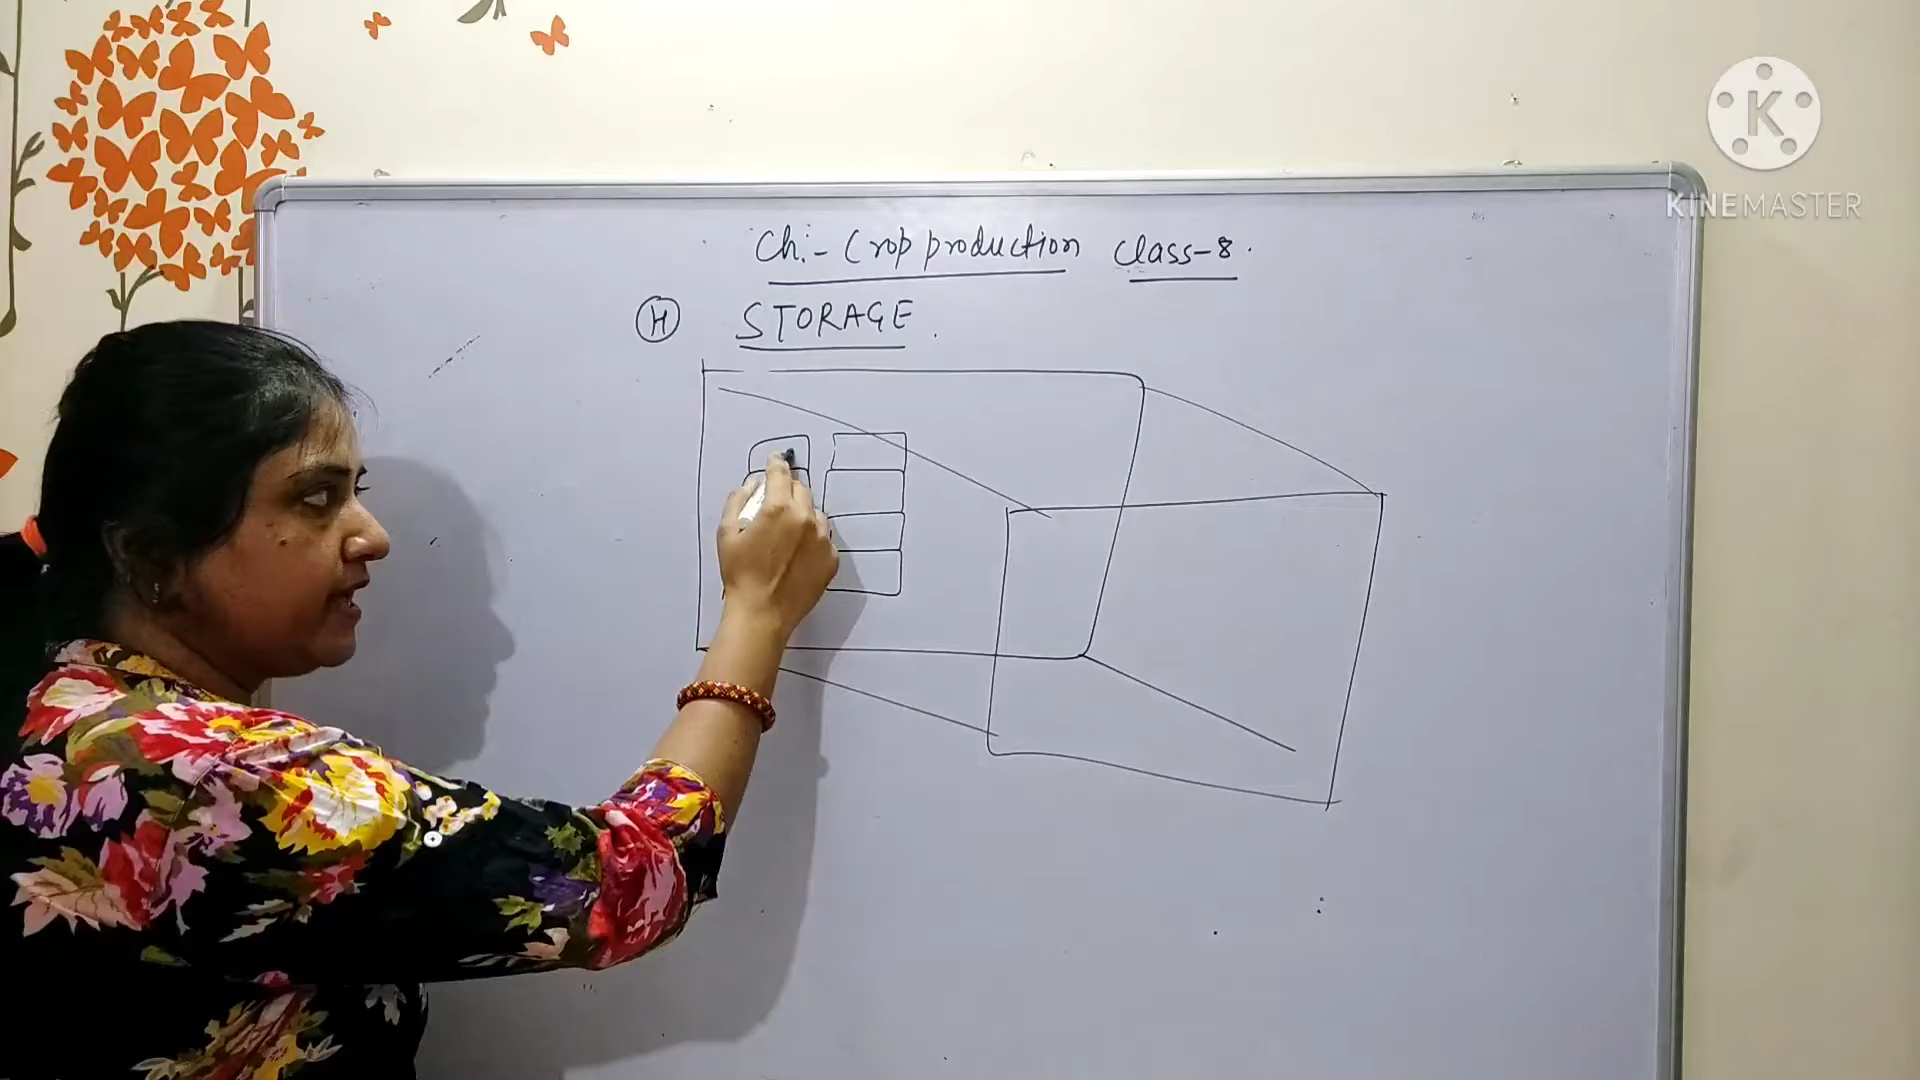 Ch:- Crop production Class-8.
(H) STORAGE.
K
KINEMASTER